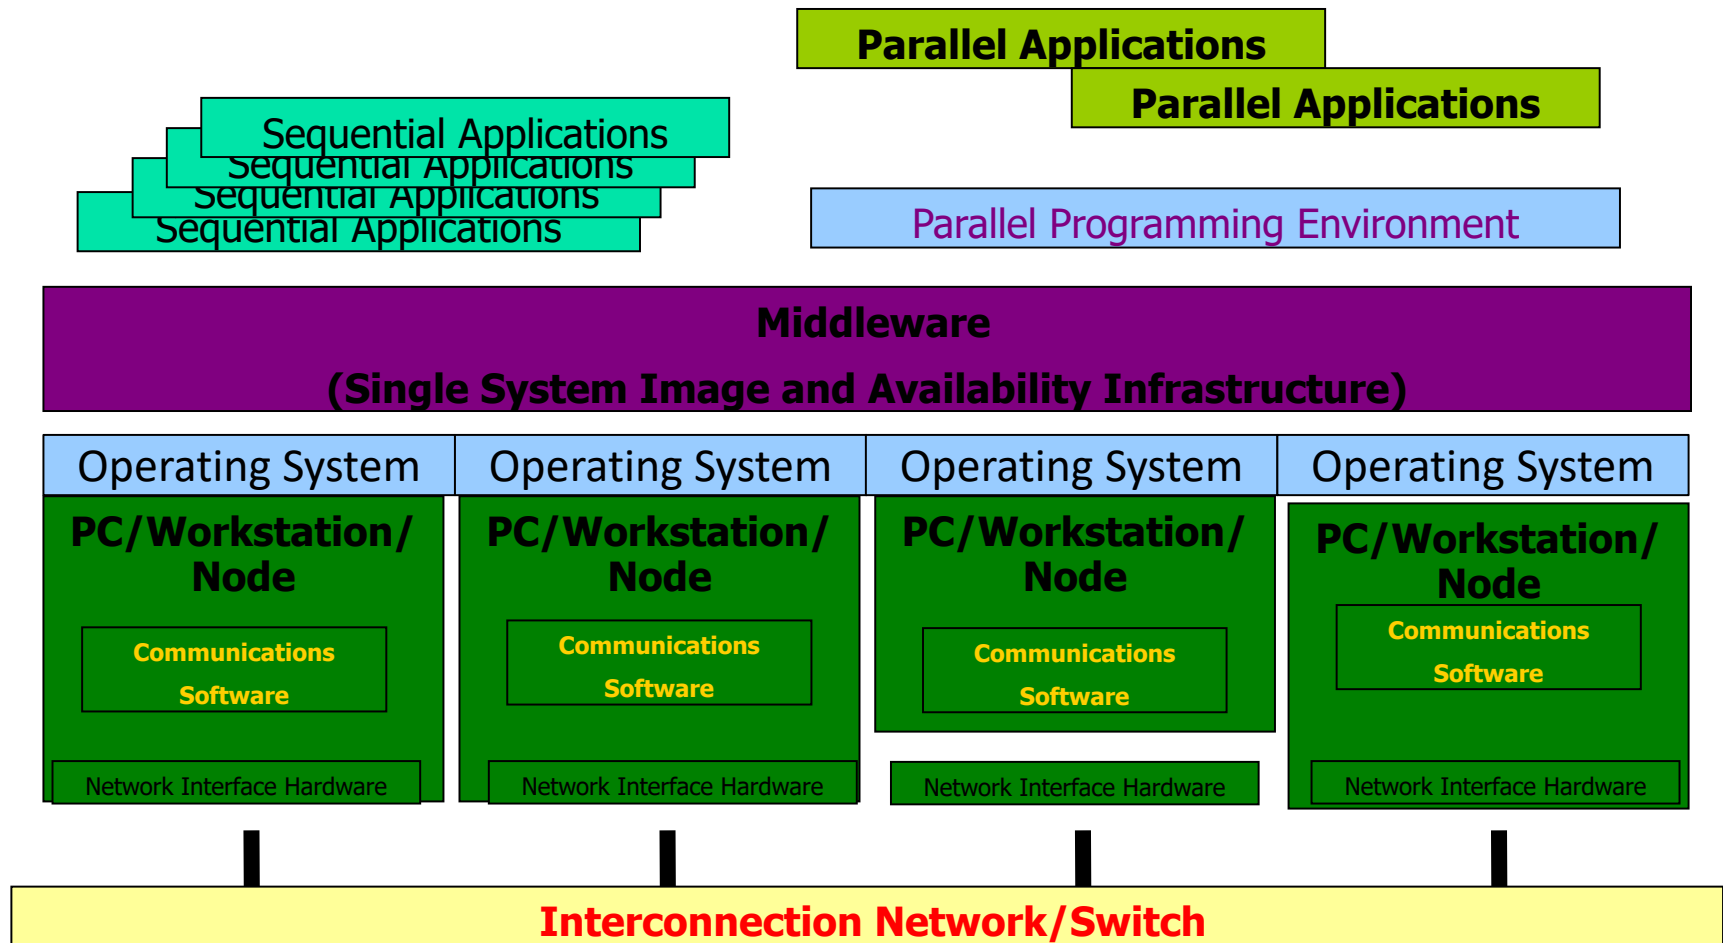 Parallel Applications
Parallel Applications
Sequential Applications
Sequential Applications
Sequential Applications
Sequential Applications
Parallel Programming Environment
Middleware
(Single System Image and Availability Infrastructure)
Operating System
Operating System
Operating System
Operating System
PC/Workstation/
Node
Communications
Software
Network Interface Hardware
PC/Workstation/
Node
Communications
Software
Network Interface Hardware
PC/Workstation/
Node
Communications
Software
Network Interface Hardware
PC/Workstation/
Node
Communications
Software
Network Interface Hardware
Interconnection Network/Switch